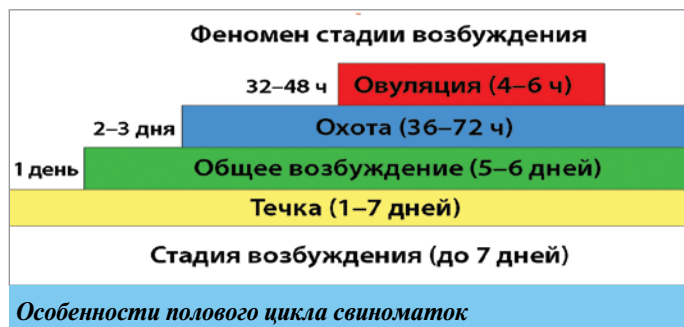 Феномен стадии возбуждения
32–48 ч Овуляция (4–6 ч)
2–3 дня Охота (36–72 ч)
1 день Общее возбуждение (5–6 дней)
Течка (1–7 дней)
Стадия возбуждения (до 7 дней)
Особенности полового цикла свиноматок